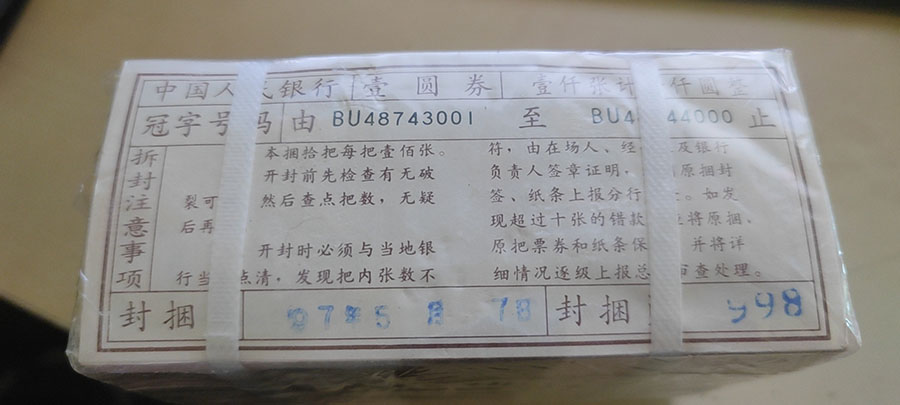 中国人民银行 壹圆券 壹仟张计 仟圆
冠字号码 由 BU48743001 至 BU4 44000 止
拆封注意事项
本捆拾把每把壹佰张。
开封前先检查有无破
裂可 然后查点把数，无疑
后再
开封时必须与当地银
行当 点清，发现把内张数不
符，由在场人、经 及银行
负责人签章证明， 原捆封
签、纸条上报分行 。如发
现超过十张的错款 将原捆、
原把票券和纸条保 并将详
细情况逐级上报总 审查处理。
封捆 97 5 18 封捆 998